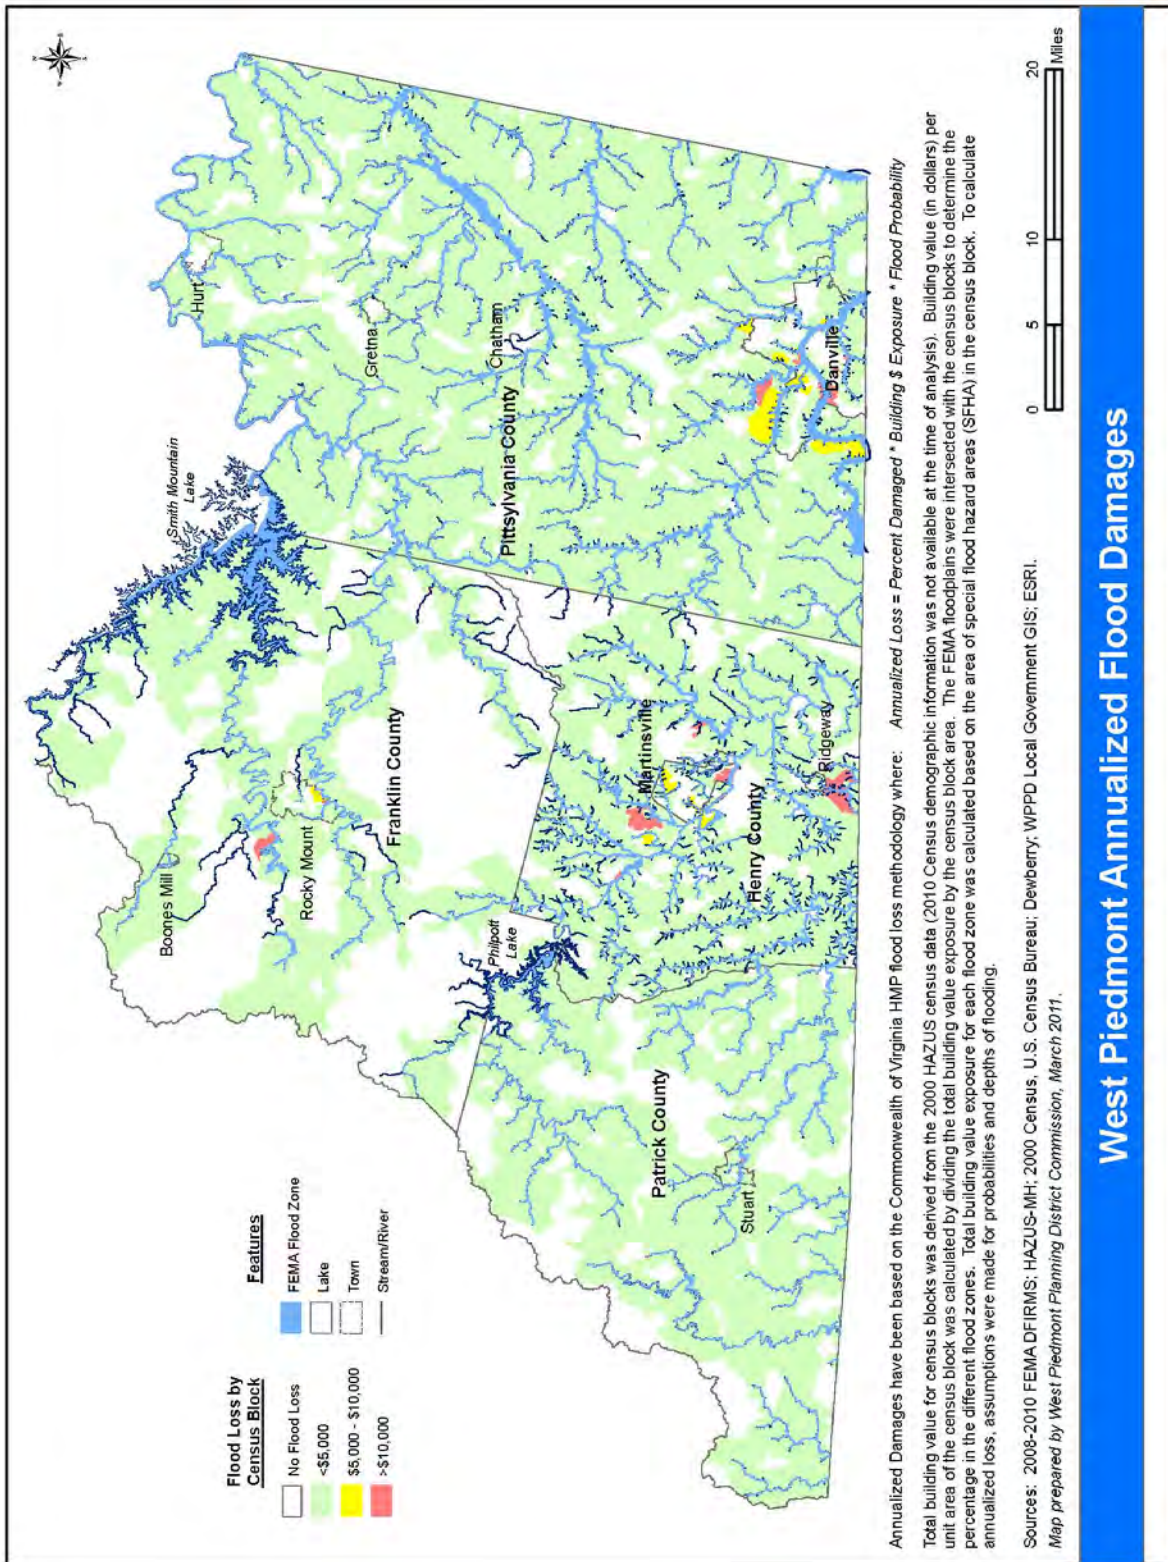 Smith Mountain
Lake
Hurt
Gretna
Chatham
Pittsylvania County
Danville
Boones Mill
Rocky Mount
Franklin County
Martinsville
Ridgeway
Henry County
Philpott
Lake
Patrick County
Stuart
Flood Loss by
Census Block
No Flood Loss
<$5,000
$5,000 - $10,000
>$10,000
Features
FEMA Flood Zone
Lake
Town
Stream/River
Annualized Damages have been based on the Commonwealth of Virginia HMP flood loss methodology where: Annualized Loss = Percent Damaged * Building $ Exposure * Flood Probability
Total building value for census blocks was derived from the 2000 HAZUS census data (2010 Census demographic information was not available at the time of analysis). Building value (in dollars) per
unit area of the census block was calculated by dividing the total building value exposure by the census block area. The FEMA floodplains were intersected with the census blocks to determine the
percentage in the different flood zones. Total building value exposure for each flood zone was calculated based on the area of special flood hazard areas (SFHA) in the census block. To calculate
annualized loss, assumptions were made for probabilities and depths of flooding.
Sources: 2008-2010 FEMA DFIRMS; HAZUS-MH; 2000 Census, U.S. Census Bureau; Dewberry; WPPD Local Government GIS; ESRI.
Map prepared by West Piedmont Planning District Commission, March 2011.
0 5 10 20
Miles
West Piedmont Annualized Flood Damages